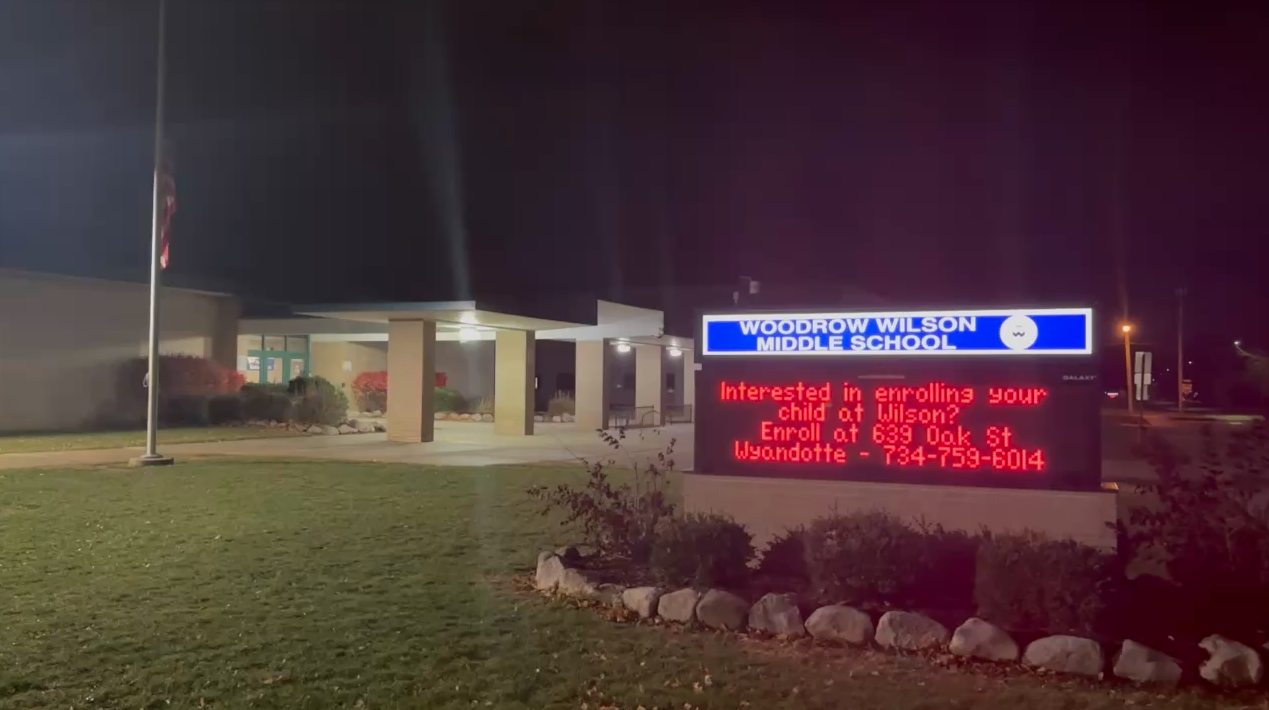 WOODROW WILSON
MIDDLE SCHOOL
W
GALAXY
Interested in enrolling your
child at Wilson?
Enroll at 639 Oak St
Wyandotte - 734-759-6014